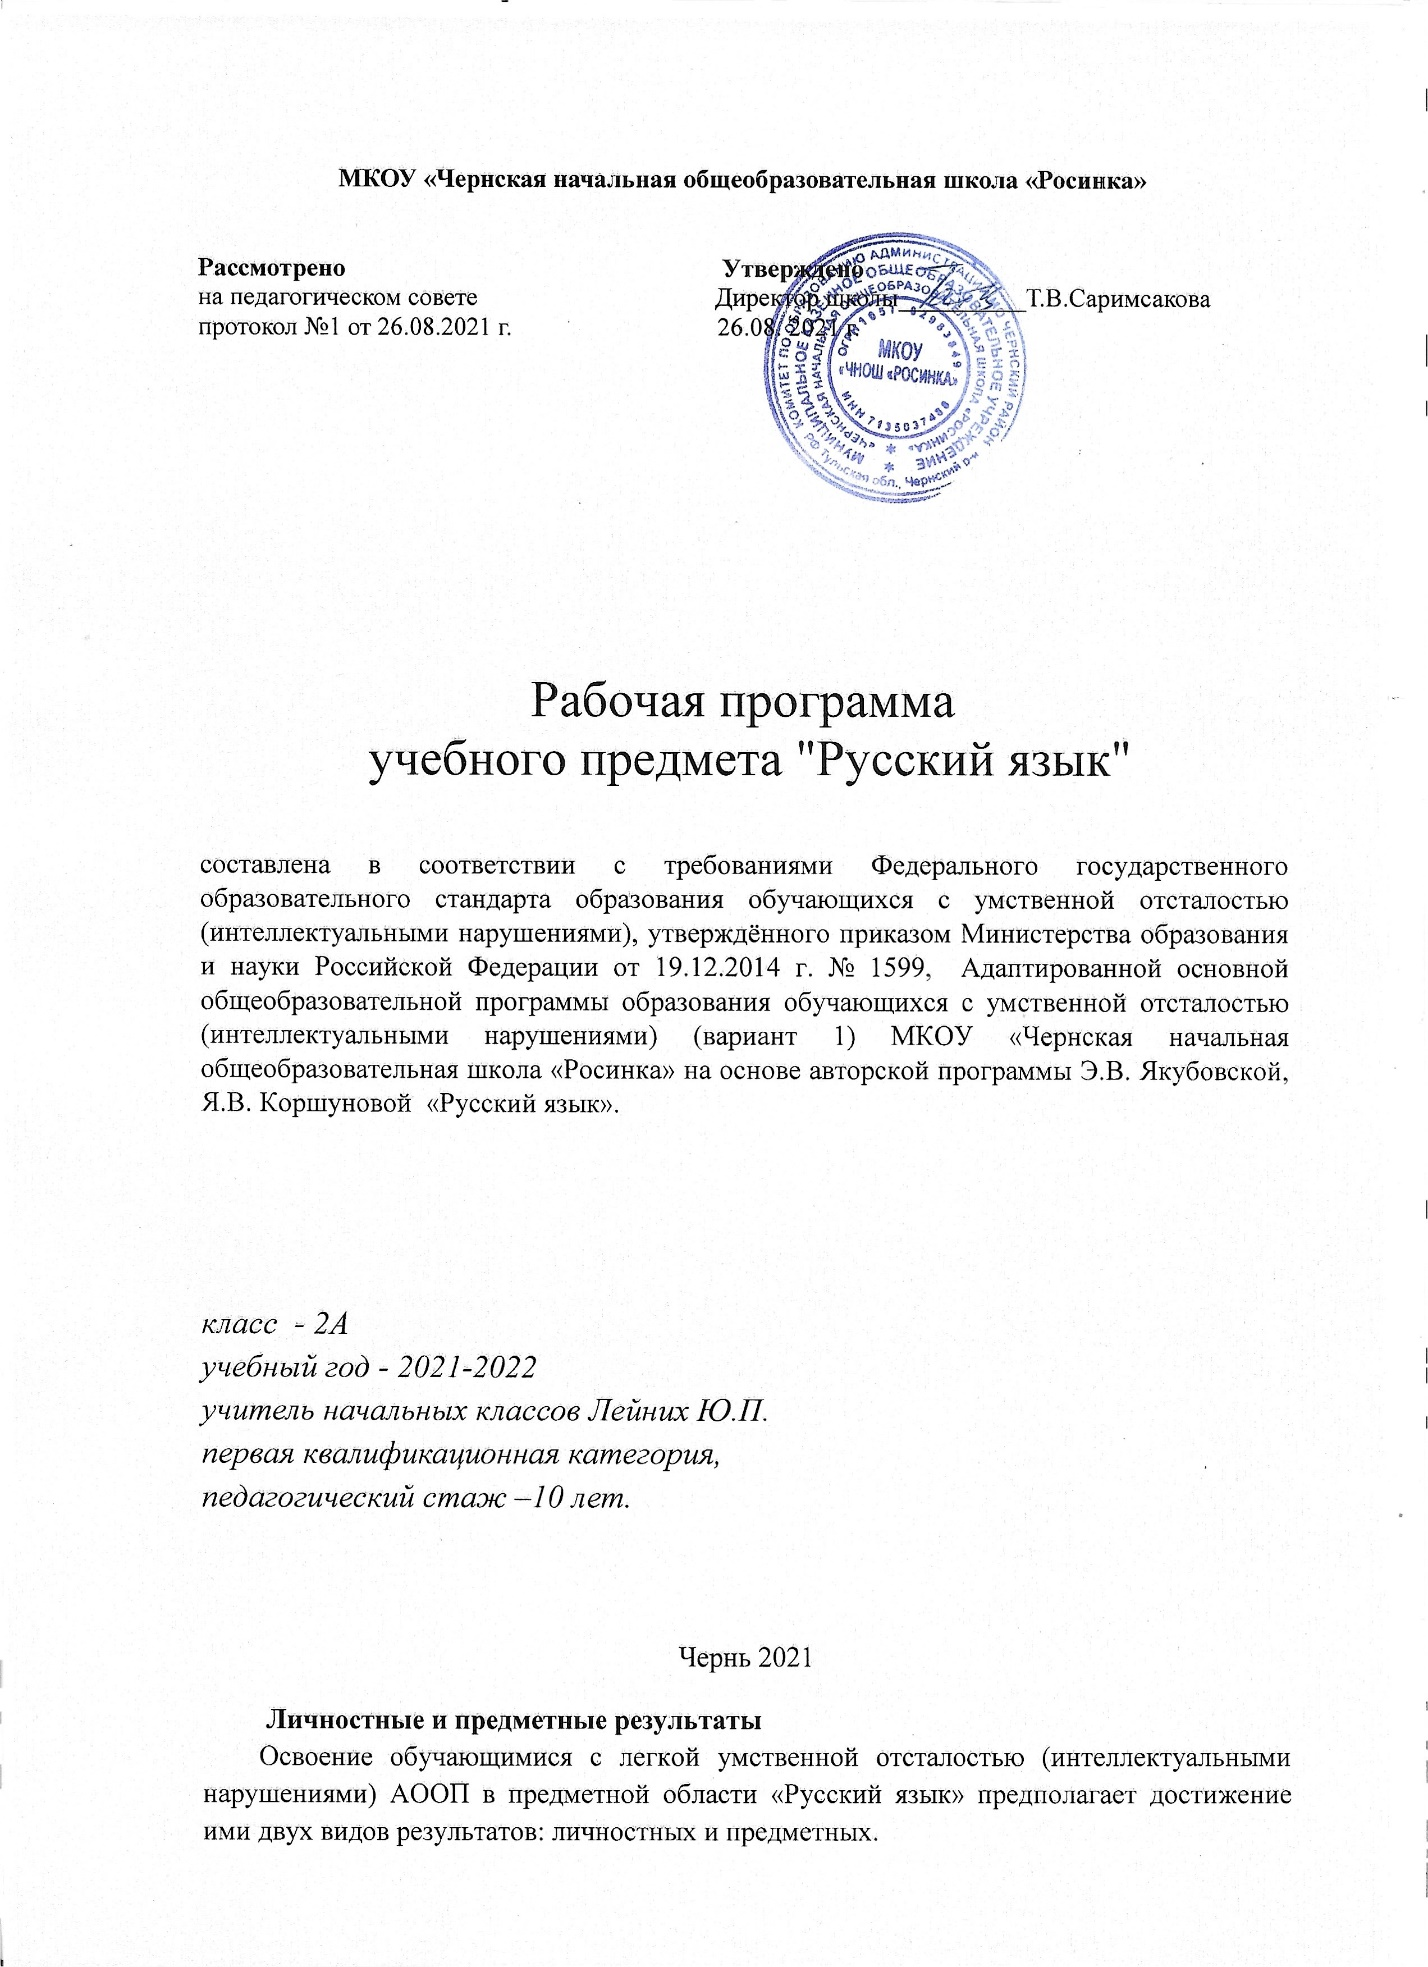 МКОУ «Чернская начальная общеобразовательная школа «Росинка»
Рассмотрено
на педагогическом совете
протокол №1 от 26.08.2021 г.
Утверждено
Директор школы__________Т.В.Саримсакова
26.08. 2021 г
МКОУ
«ЧНОШ «РОСИНКА»
Рабочая программа
учебного предмета "Русский язык"
составлена в соответствии с требованиями Федерального государственного
образовательного стандарта образования обучающихся с умственной отсталостью
(интеллектуальными нарушениями), утверждённого приказом Министерства образования
и науки Российской Федерации от 19.12.2014 г. № 1599, Адаптированной основной
общеобразовательной программы образования обучающихся с умственной отсталостью
(интеллектуальными нарушениями) (вариант 1) МКОУ «Чернская начальная
общеобразовательная школа «Росинка» на основе авторской программы Э.В. Якубовской,
Я.В. Коршуновой «Русский язык».
класс - 2А
учебный год - 2021-2022
учитель начальных классов Лейних Ю.П.
первая квалификационная категория,
педагогический стаж –10 лет.
Чернь 2021
Личностные и предметные результаты
Освоение обучающимися с легкой умственной отсталостью (интеллектуальными
нарушениями) АООП в предметной области «Русский язык» предполагает достижение
ими двух видов результатов: личностных и предметных.